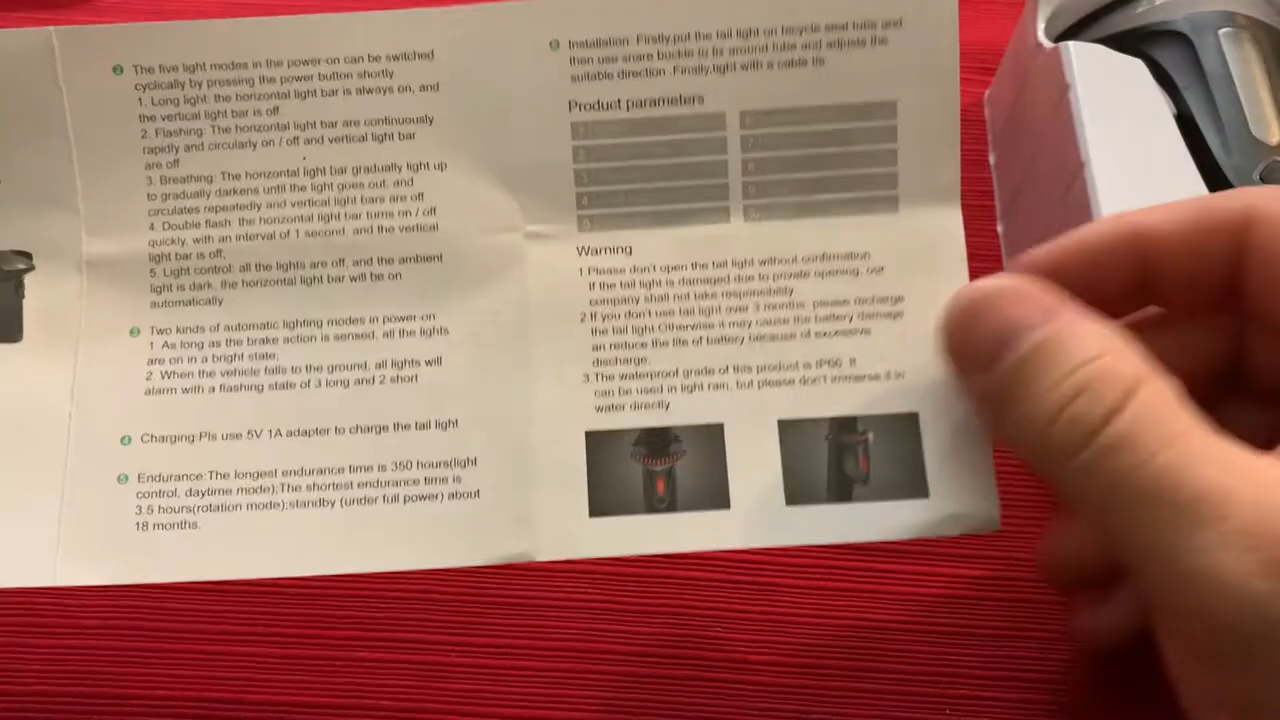 2 The five light modes in the power-on can be switched
cyclically by pressing the power button shortly
1. Long light: the horizontal light bar is always on, and
the vertical light bar is off.
2. Flashing: The horizontal light bar are continuously
rapidly and circularly on / off and vertical light bar
are off
3. Breathing: The horizontal light bar gradually light up
to gradually darkens until the light goes out, and
circulates repeatedly and vertical light bars are off
4. Double flash: the horizontal light bar turns on / off
quickly, with an interval of 1 second, and the vertical
light bar is off;
5. Light control: all the lights are off, and the ambient
light is dark, the horizontal light bar will be on
automatically
3 Two kinds of automatic lighting modes in power-on
1. As long as the brake action is sensed, all the lights
are on in a bright state;
2. When the vehicle falls to the ground, all lights will
alarm with a flashing state of 3 long and 2 short
4 Charging:Pls use 5V 1A adapter to charge the tail light
5 Endurance:The longest endurance time is 350 hours(light
control, daytime mode);The shortest endurance time is
3.5 hours(rotation mode);standby (under full power) about
18 months.
Installation: Firstly,put the tail light on bicycle seat tube and
then use snare buckle to fix around tube and adjusts the
suitable direction .Finally,tight with a cable tie
Product parameters
1
2
3
4
5
6
7
8
9
10
Warning
1.Please don't open the tail light without confirmation.
If the tail light is damaged due to private opening, our
company shall not take responsibility
2.If you don't use tail light over 3 months, please recharge
the tail light.Otherwise it may cause the battery damage
an reduce the life of battery because of excessive
discharge.
3.The waterproof grade of this product is IP66. It
can be used in light rain, but please don't immerse it in
water directly